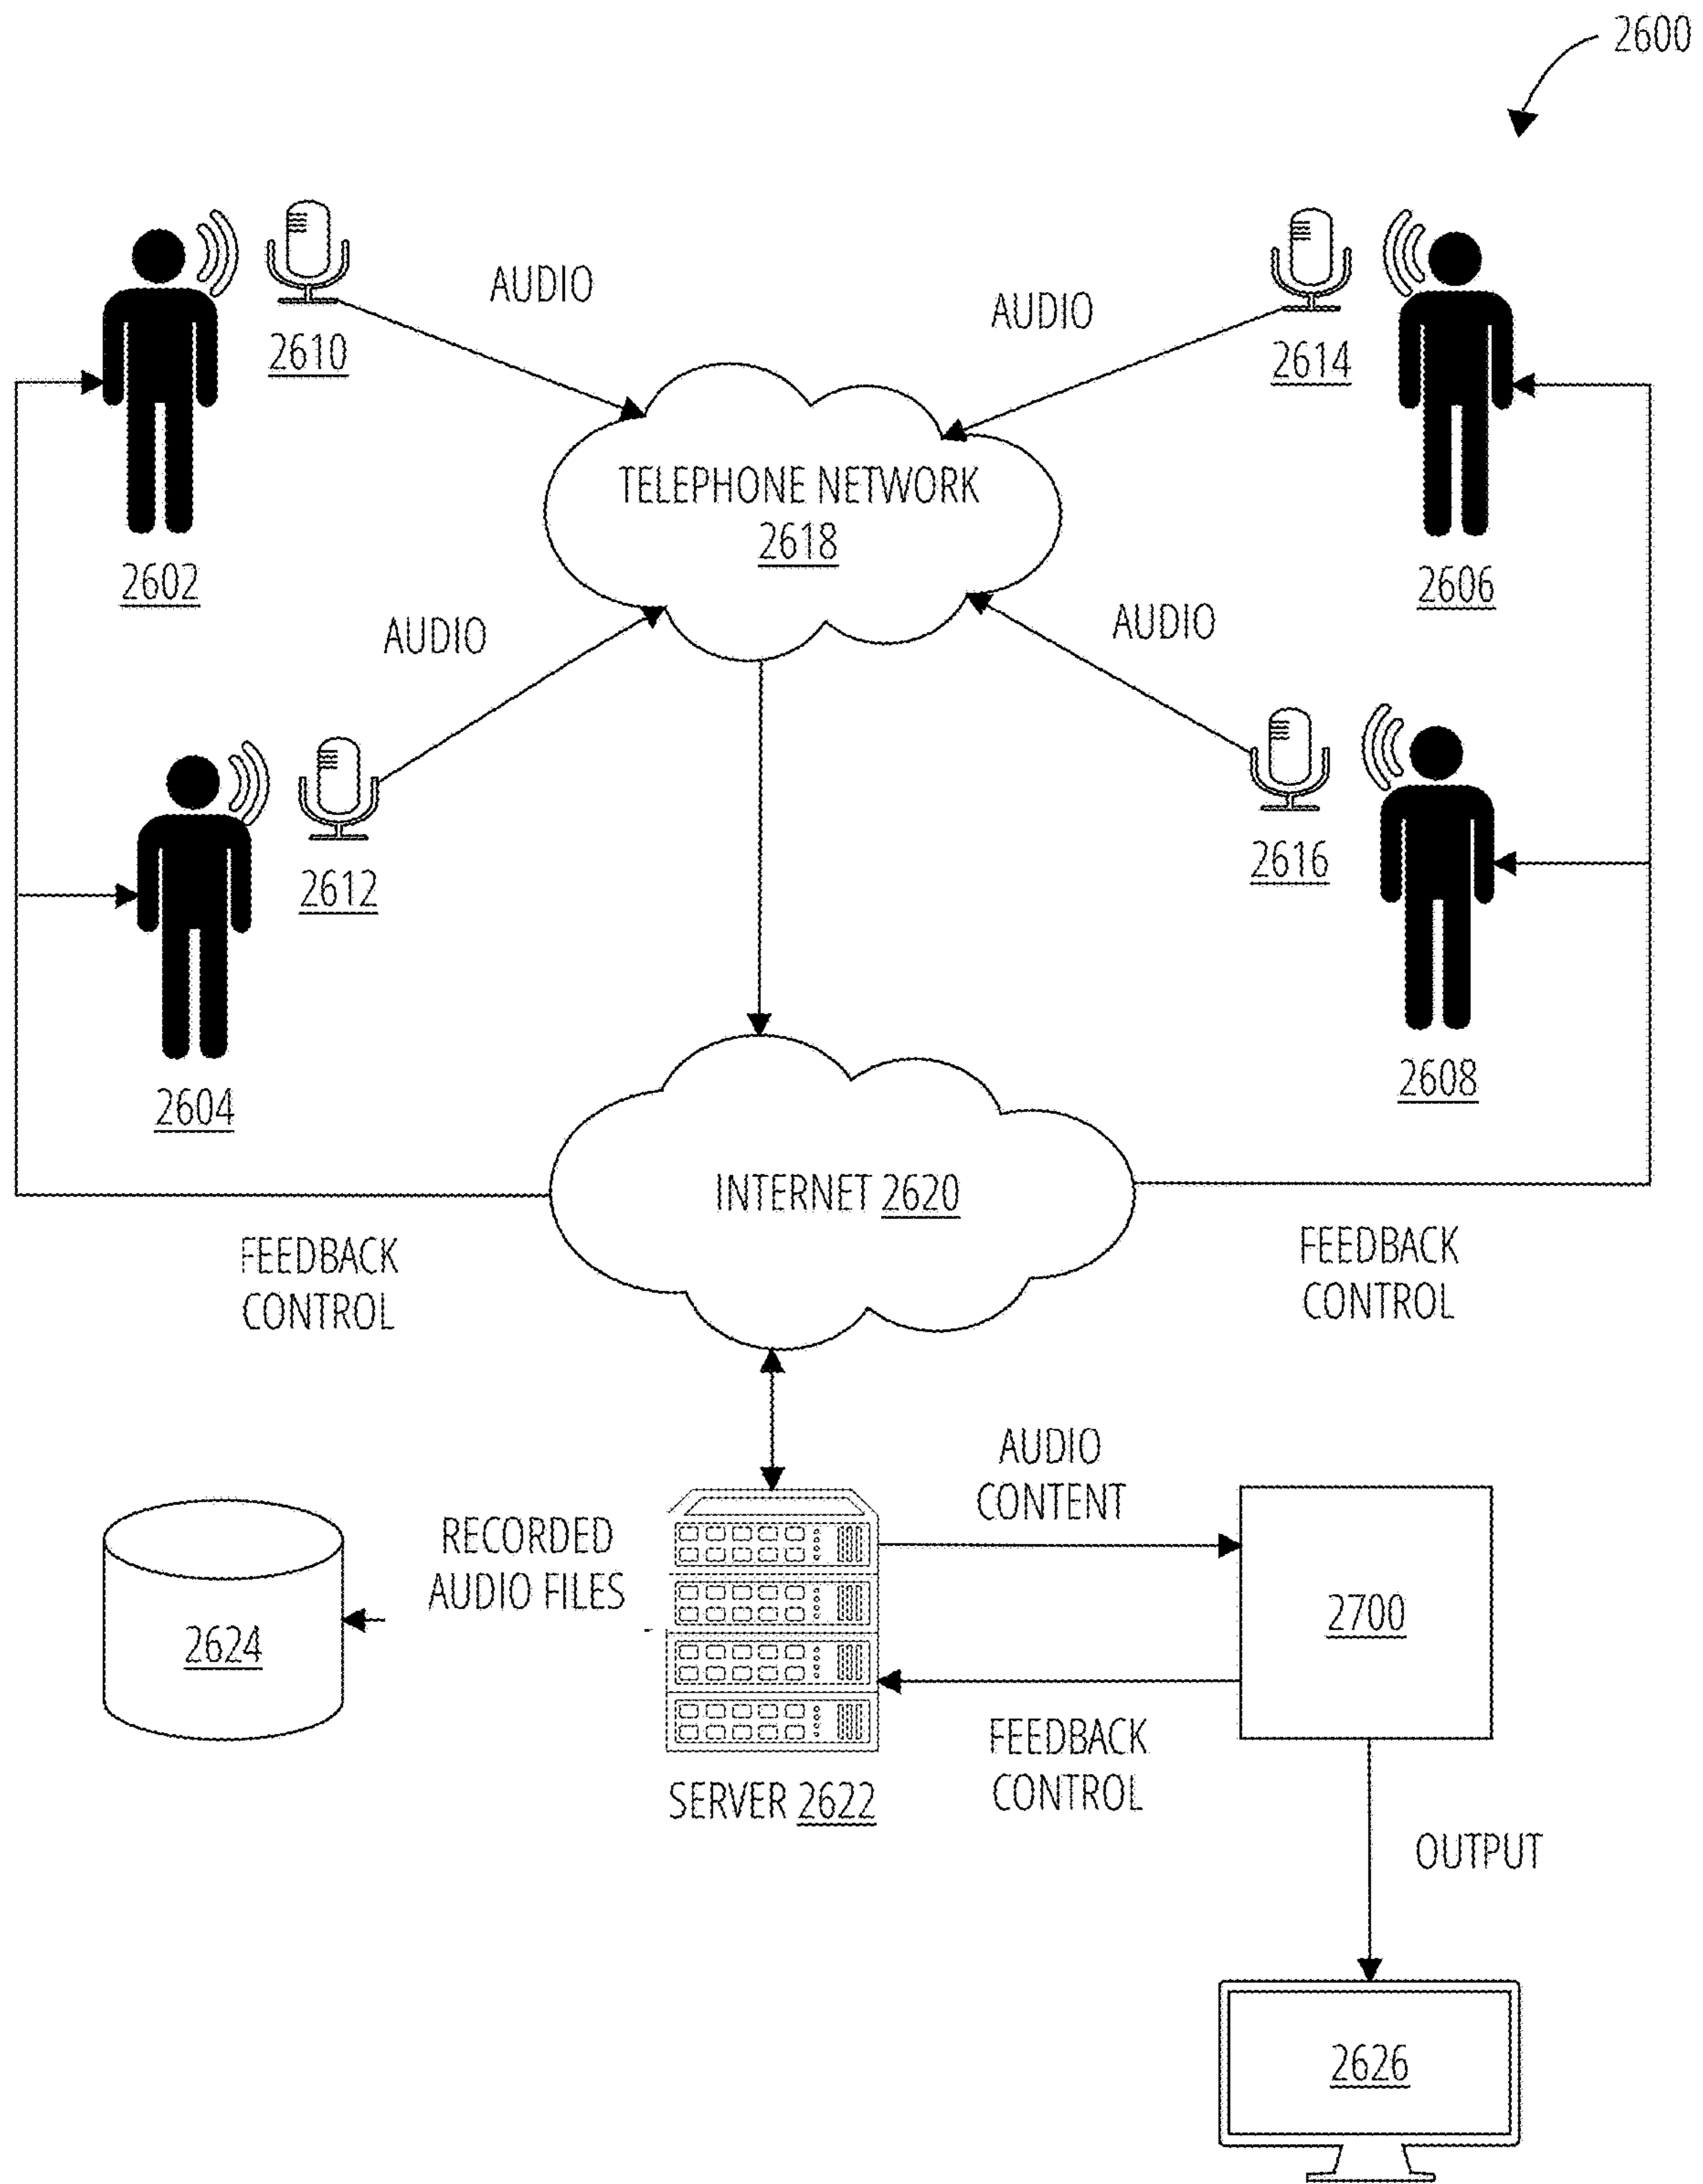 2600
AUDIO
2610
AUDIO
2614
TELEPHONE NETWORK
2618
2602
2606
AUDIO
AUDIO
2612
2616
2604
2608
INTERNET 2620
FEEDBACK
CONTROL
FEEDBACK
CONTROL
AUDIO
CONTENT
RECORDED
AUDIO FILES
2624
2700
FEEDBACK
CONTROL
SERVER 2622
OUTPUT
2626